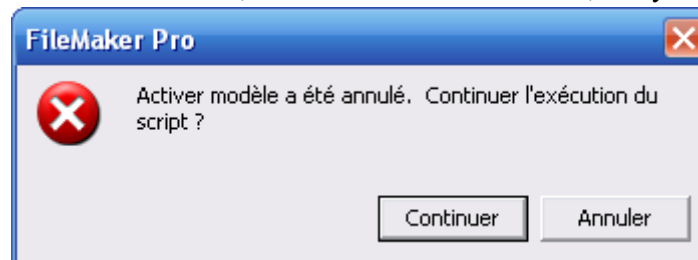 FileMaker Pro
Activer modèle a été annulé.  Continuer l'exécution du
script ?
Continuer
Annuler